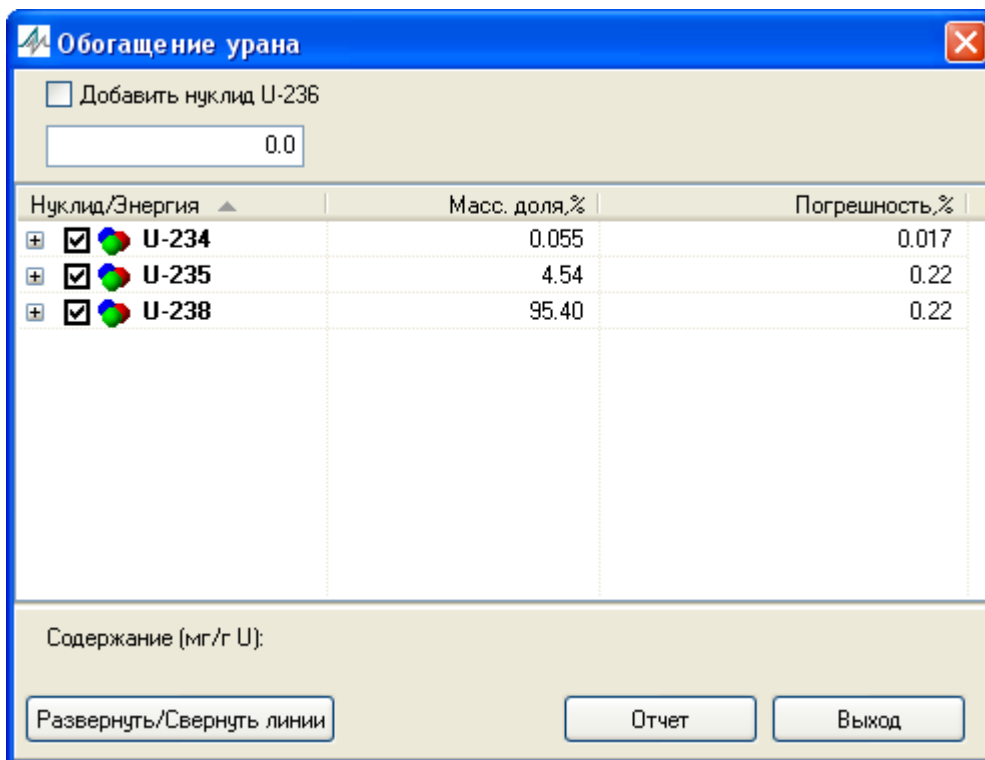 Обогащение урана
Добавить нуклид U-236
0.0
Нуклид/Энергия Масс. доля,% Погрешность,%
U-234 0.055 0.017
U-235 4.54 0.22
U-238 95.40 0.22
Содержание (мг/г U):
Развернуть/Свернуть линии Отчет Выход